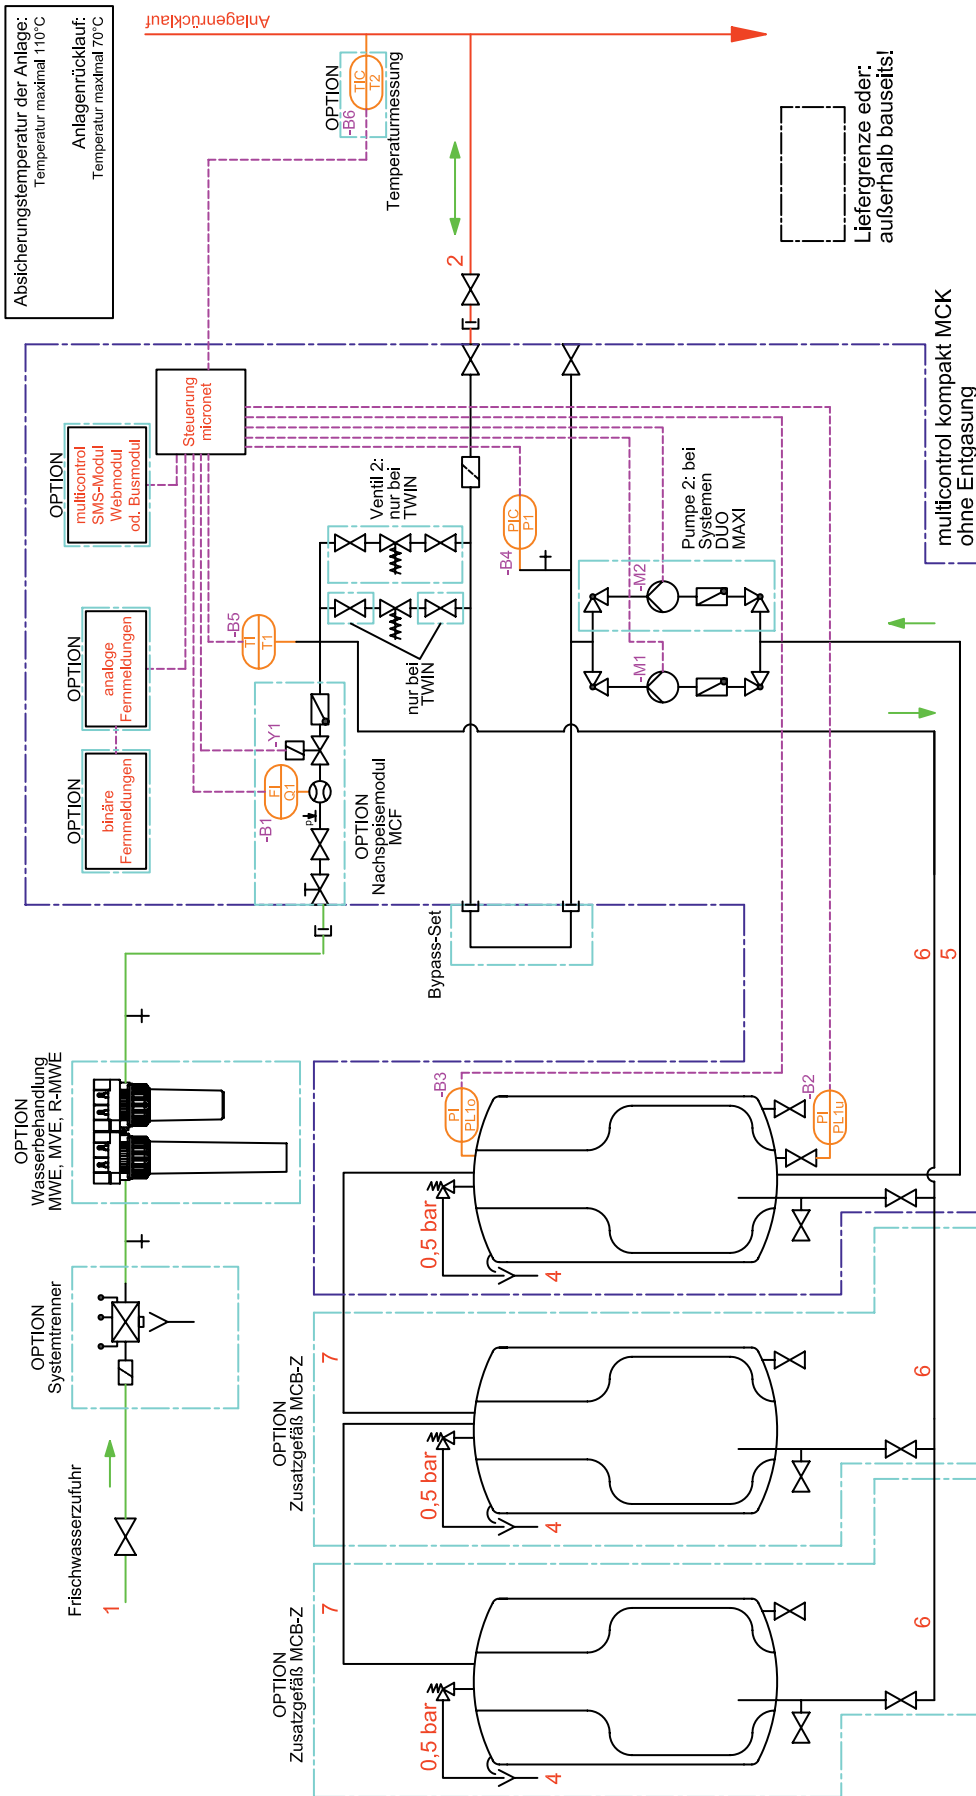 Absicherungstemperatur der Anlage:
Temperatur maximal 110°C
Anlagenrücklauf:
Temperatur maximal 70°C
Anlagenrücklauf
OPTION
-B6
TIC
T2
Temperaturmessung
2
Liefergrenze eder:
außerhalb bauseits!
multicontrol kompakt MCK
ohne Entgasung
Steuerung
micronet
OPTION
multicontrol
SMS-Modul
Webmodul
od. Busmodul
OPTION
analoge
Fernmeldungen
OPTION
binäre
Fernmeldungen
Ventil 2:
nur bei
TWIN
nur bei
TWIN
-B5
TI
T1
-Y1
-B1
FI
Q1
OPTION
Nachspeisemodul
MCF
-B4
PIC
P1
Pumpe 2: bei
Systemen
DUO
MAXI
-M2
-M1
Bypass-Set
6
5
OPTION
Wasserbehandlung
MWE, MVE, R-MWE
OPTION
Systemtrenner
Frischwasserzufuhr
1
-B3
PI
PL1o
-B2
PI
PL1u
0,5 bar
4
7
OPTION
Zusatzgefäß MCB-Z
0,5 bar
4
6
7
OPTION
Zusatzgefäß MCB-Z
0,5 bar
4
6